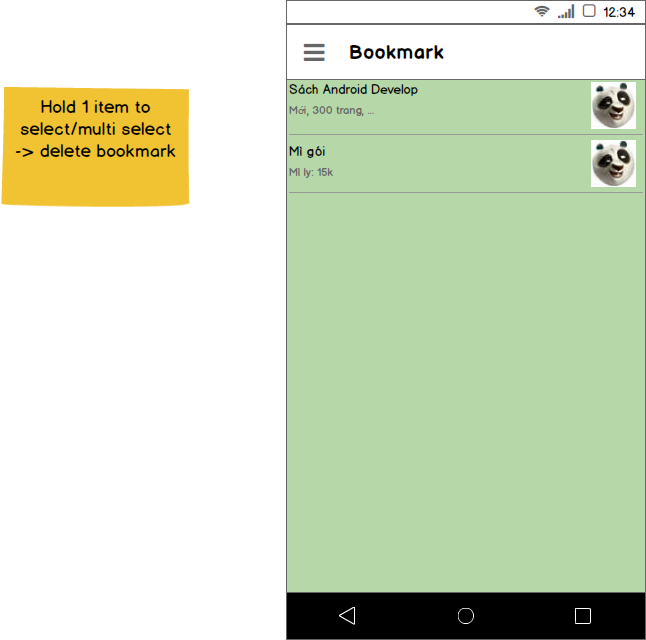 12:34
Bookmark
Hold 1 item to
select/multi select
-> delete bookmark
Sách Android Develop
Mới, 300 trang, ...
Mì gói
Mì ly: 15k